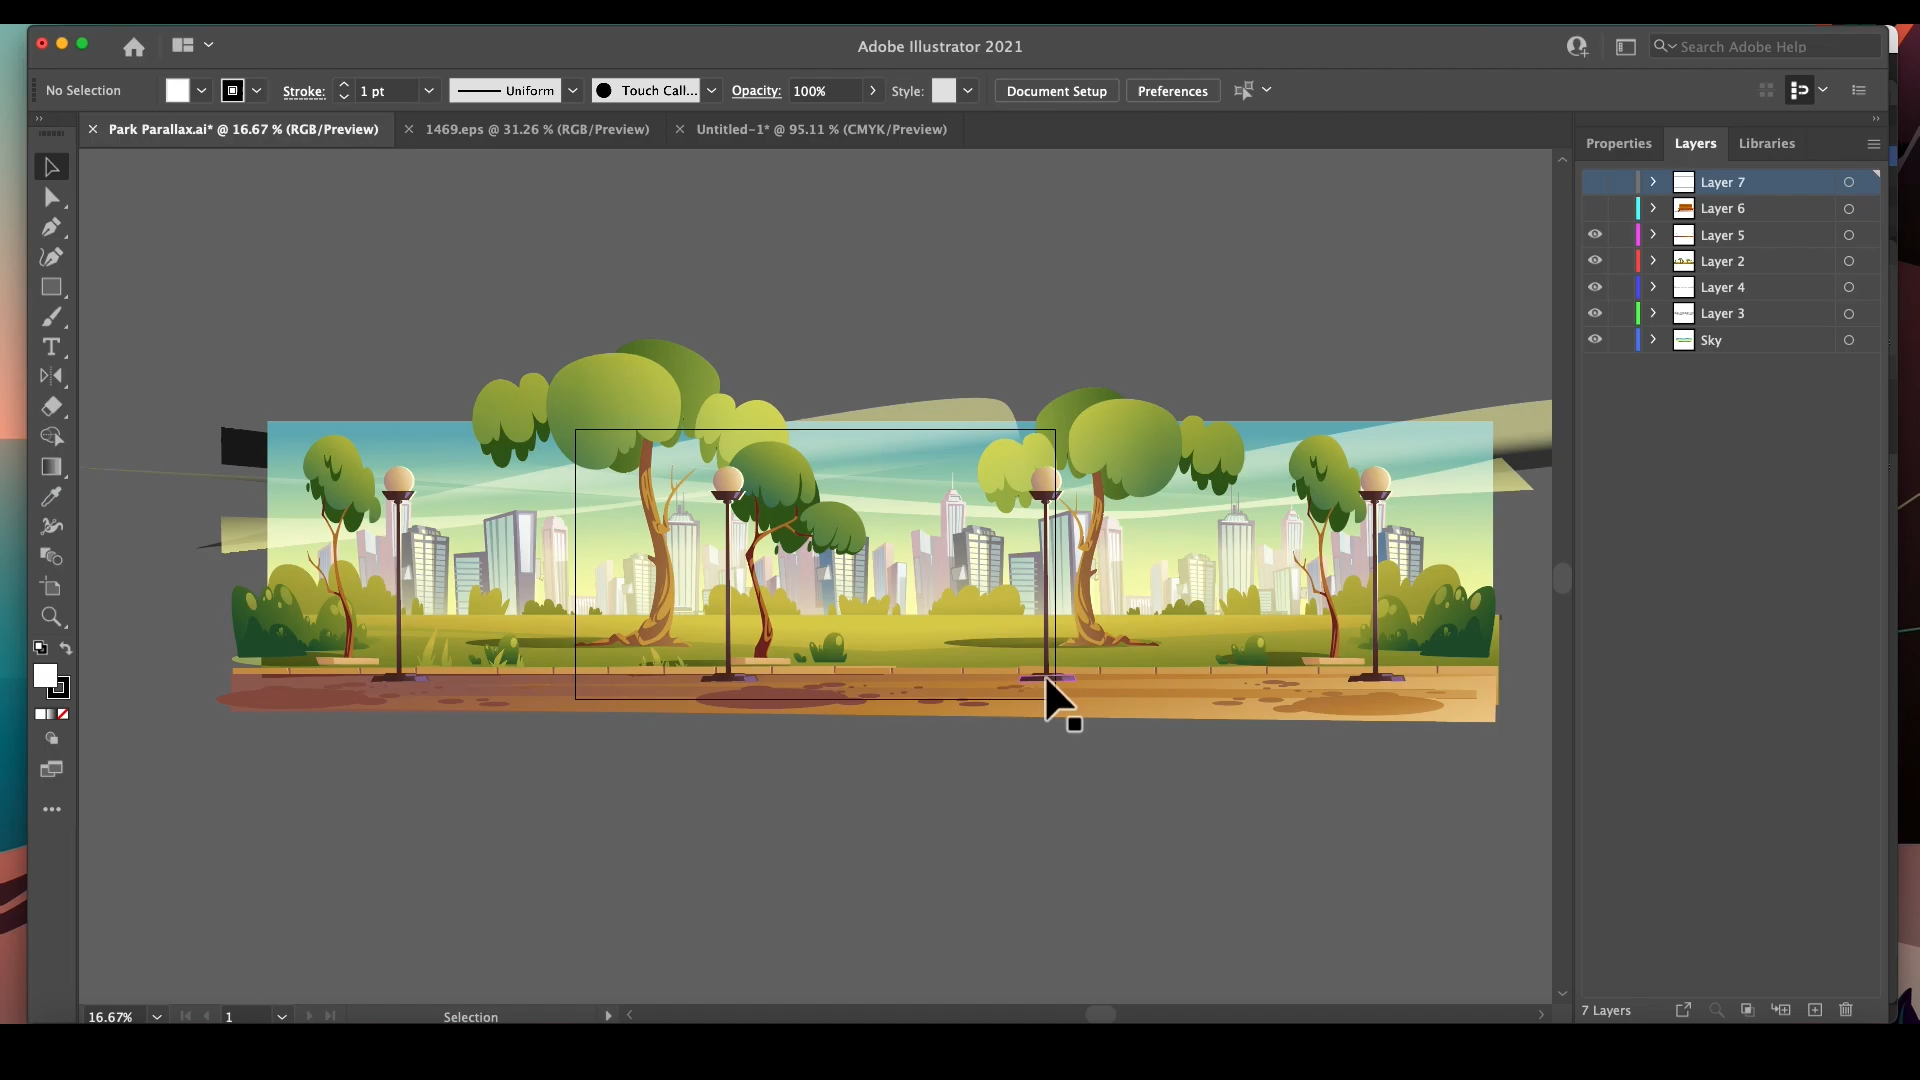 Adobe Illustrator 2021
Search Adobe Help
No Selection
Stroke:
1 pt
Uniform
Touch Call...
Opacity:
100%
Style:
Document Setup
Preferences
Park Parallax.ai* @ 16.67 % (RGB/Preview)
1469.eps @ 31.26 % (RGB/Preview)
Untitled-1* @ 95.11 % (CMYK/Preview)
Properties
Layers
Libraries
Layer 7
Layer 6
Layer 5
Layer 2
Layer 4
Layer 3
Sky
16.67%
1
Selection
7 Layers